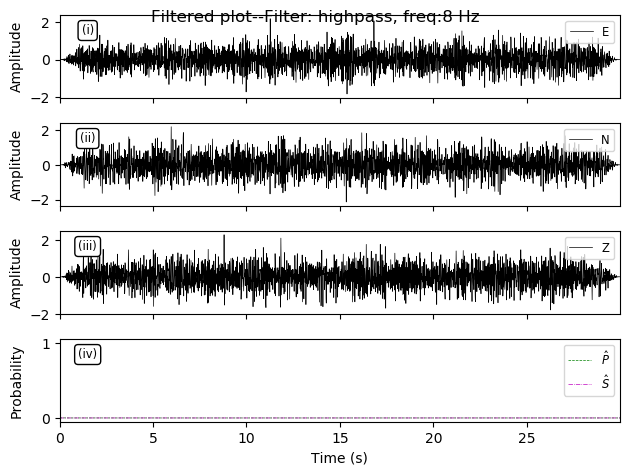 Filtered plot--Filter: highpass, freq:8 Hz
(i)
E
Amplitude
2
0
−2
(ii)
N
Amplitude
2
0
−2
(iii)
Z
Amplitude
2
0
−2
(iv)
P̂
Ŝ
Probability
1
0
0 5 10 15 20 25
Time (s)